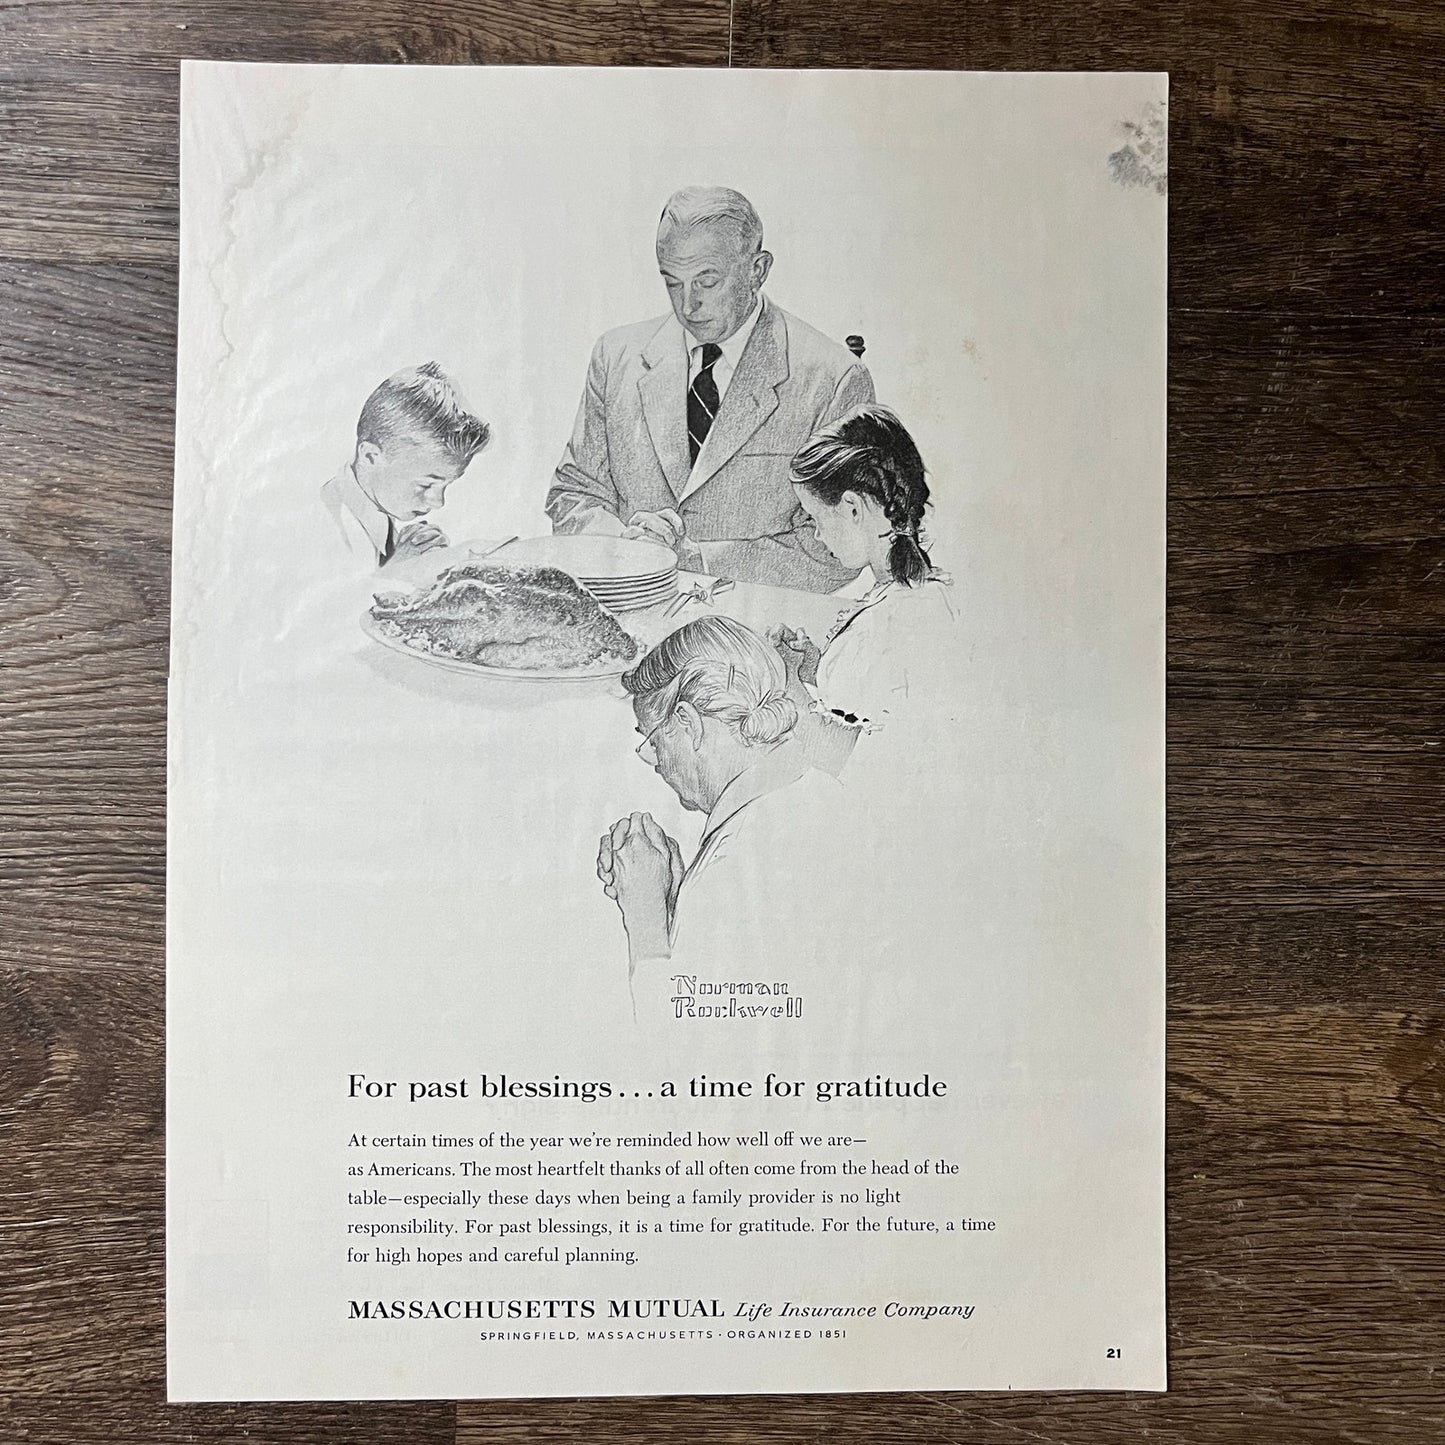 Norman
Rockwell
For past blessings...a time for gratitude
At certain times of the year we're reminded how well off we are—
as Americans. The most heartfelt thanks of all often come from the head of the
table—especially these days when being a family provider is no light
responsibility. For past blessings, it is a time for gratitude. For the future, a time
for high hopes and careful planning.
MASSACHUSETTS MUTUAL Life Insurance Company
SPRINGFIELD, MASSACHUSETTS · ORGANIZED 1851
21